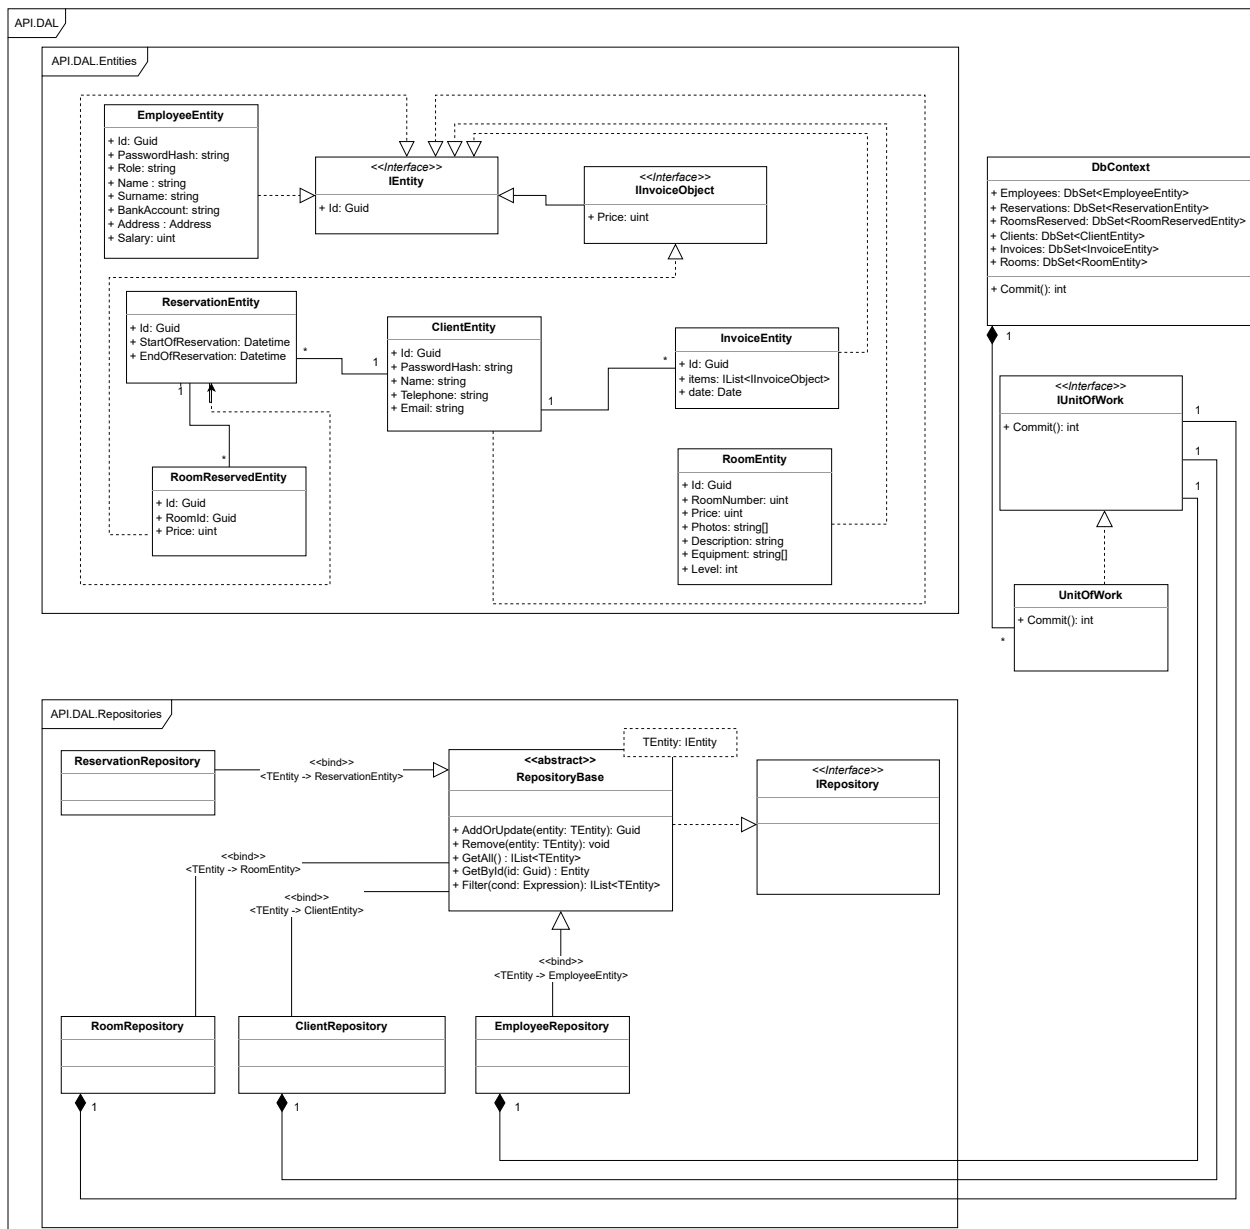 API.DAL
API.DAL.Entities
EmployeeEntity
+ Id: Guid
+ PasswordHash: string
+ Role: string
+ Name : string
+ Surname: string
+ BankAccount: string
+ Address : Address
+ Salary: uint
<<Interface>>
IEntity
+ Id: Guid
<<Interface>>
IInvoiceObject
+ Price: uint
DbContext
+ Employees: DbSet<EmployeeEntity>
+ Reservations: DbSet<ReservationEntity>
+ RoomsReserved: DbSet<RoomReservedEntity>
+ Clients: DbSet<ClientEntity>
+ Invoices: DbSet<InvoiceEntity>
+ Rooms: DbSet<RoomEntity>
+ Commit(): int
1
ReservationEntity
+ Id: Guid
+ StartOfReservation: Datetime
+ EndOfReservation: Datetime
*
1
1
ClientEntity
+ Id: Guid
+ PasswordHash: string
+ Name: string
+ Telephone: string
+ Email: string
1
*
InvoiceEntity
+ Id: Guid
+ items: IList<IInvoiceObject>
+ date: Date
<<Interface>>
IUnitOfWork
+ Commit(): int
1
1
1
*
RoomReservedEntity
+ Id: Guid
+ RoomId: Guid
+ Price: uint
RoomEntity
+ Id: Guid
+ RoomNumber: uint
+ Price: uint
+ Photos: string[]
+ Description: string
+ Equipment: string[]
+ Level: int
UnitOfWork
+ Commit(): int
*
API.DAL.Repositories
ReservationRepository
<<bind>>
<TEntity -> ReservationEntity>
TEntity: IEntity
<<abstract>>
RepositoryBase
+ AddOrUpdate(entity: TEntity): Guid
+ Remove(entity: TEntity): void
+ GetAll() : IList<TEntity>
+ GetById(id: Guid) : Entity
+ Filter(cond: Expression): IList<TEntity>
<<Interface>>
IRepository
<<bind>>
<TEntity -> RoomEntity>
<<bind>>
<TEntity -> ClientEntity>
<<bind>>
<TEntity -> EmployeeEntity>
RoomRepository
ClientRepository
EmployeeRepository
1
1
1